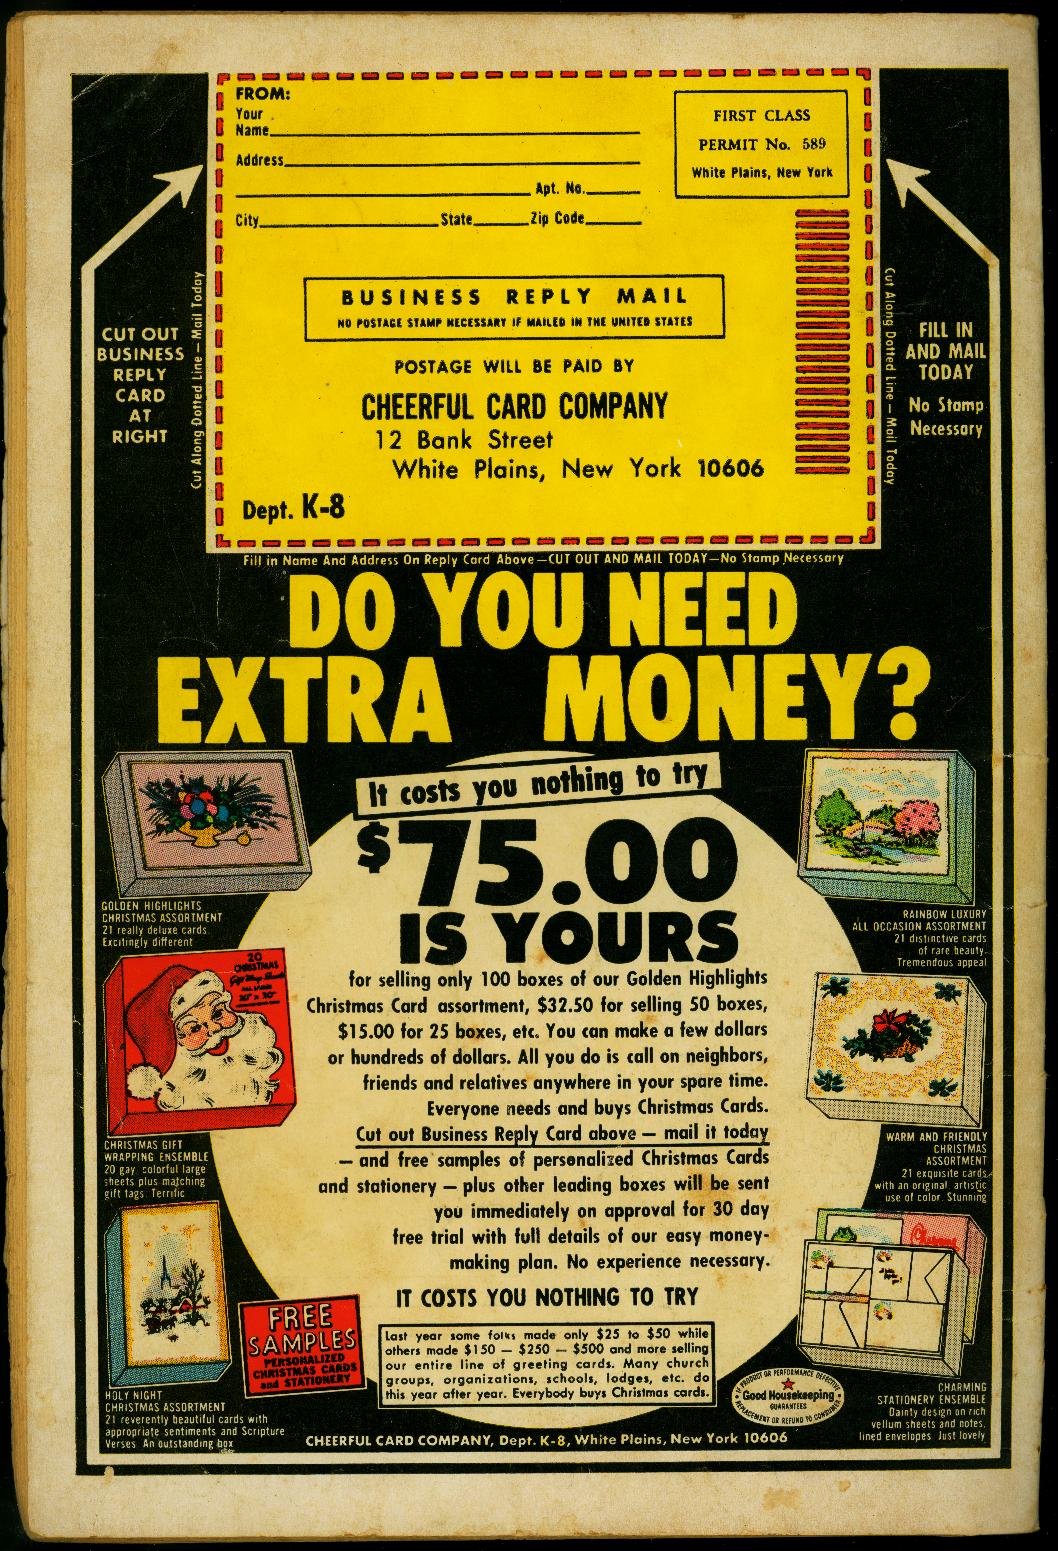 FROM:
Your
Name
Address
Apt. No.
City State Zip Code
FIRST CLASS
PERMIT No. 589
White Plains, New York
BUSINESS REPLY MAIL
NO POSTAGE STAMP NECESSARY IF MAILED IN THE UNITED STATES
POSTAGE WILL BE PAID BY
CHEERFUL CARD COMPANY
12 Bank Street
White Plains, New York 10606
Dept. K-8
CUT OUT
BUSINESS
REPLY
CARD
AT
RIGHT
Cut Along Dotted Line — Mail Today
Cut Along Dotted Line — Mail Today
FILL IN
AND MAIL
TODAY
No Stamp
Necessary
Fill in Name And Address On Reply Card Above—CUT OUT AND MAIL TODAY—No Stamp Necessary
DO YOU NEED
EXTRA MONEY?
It costs you nothing to try
$75.00
IS YOURS
for selling only 100 boxes of our Golden Highlights
Christmas Card assortment, $32.50 for selling 50 boxes,
$15.00 for 25 boxes, etc. You can make a few dollars
or hundreds of dollars. All you do is call on neighbors,
friends and relatives anywhere in your spare time.
Everyone needs and buys Christmas Cards.
Cut out Business Reply Card above — mail it today
— and free samples of personalized Christmas Cards
and stationery — plus other leading boxes will be sent
you immediately on approval for 30 day
free trial with full details of our easy money-
making plan. No experience necessary.
IT COSTS YOU NOTHING TO TRY
Last year some folks made only $25 to $50 while
others made $150 — $250 — $500 and more selling
our entire line of greeting cards. Many church
groups, organizations, schools, lodges, etc. do
this year after year. Everybody buys Christmas cards.
GOLDEN HIGHLIGHTS
CHRISTMAS ASSORTMENT
21 really deluxe cards.
Excitingly different
20
CHRISTMAS
CHRISTMAS GIFT
WRAPPING ENSEMBLE
20 gay, colorful large
sheets plus matching
gift tags. Terrific
HOLY NIGHT
CHRISTMAS ASSORTMENT
21 reverently beautiful cards with
appropriate sentiments and Scripture
Verses. An outstanding box
FREE
SAMPLES
PERSONALIZED
CHRISTMAS CARDS
and STATIONERY
RAINBOW LUXURY
ALL OCCASION ASSORTMENT
21 distinctive cards
of rare beauty.
Tremendous appeal
WARM AND FRIENDLY
CHRISTMAS
ASSORTMENT
21 exquisite cards
with an original, artistic
use of color. Stunning
CHARMING
STATIONERY ENSEMBLE
Dainty design on rich
vellum sheets and notes,
lined envelopes. Just lovely
IF PRODUCT OR PERFORMANCE DEFECTIVE
Good Housekeeping
GUARANTEES
REPLACEMENT OR REFUND TO CONSUMER
CHEERFUL CARD COMPANY, Dept. K-8, White Plains, New York 10606